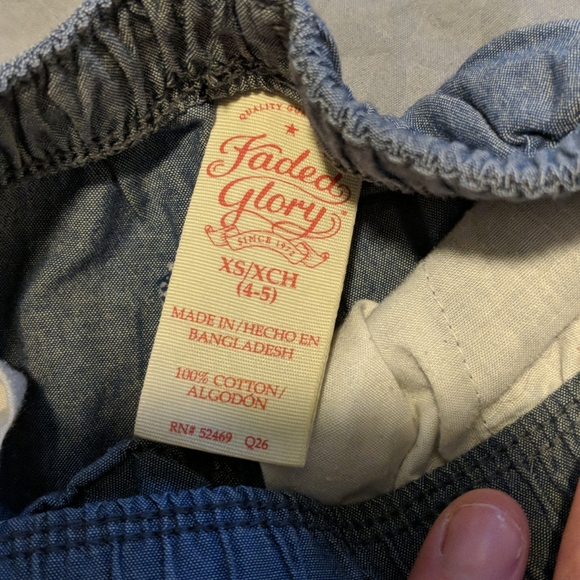 QUALITY
Faded
Glory
SINCE 1972
XS/XCH
(4-5)
MADE IN/HECHO EN
BANGLADESH
100% COTTON/
ALGODÓN
RN# 52469 Q26